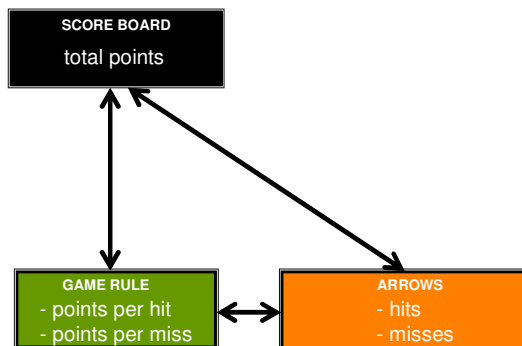 SCORE BOARD
total points
GAME RULE
- points per hit
- points per miss
ARROWS
- hits
- misses